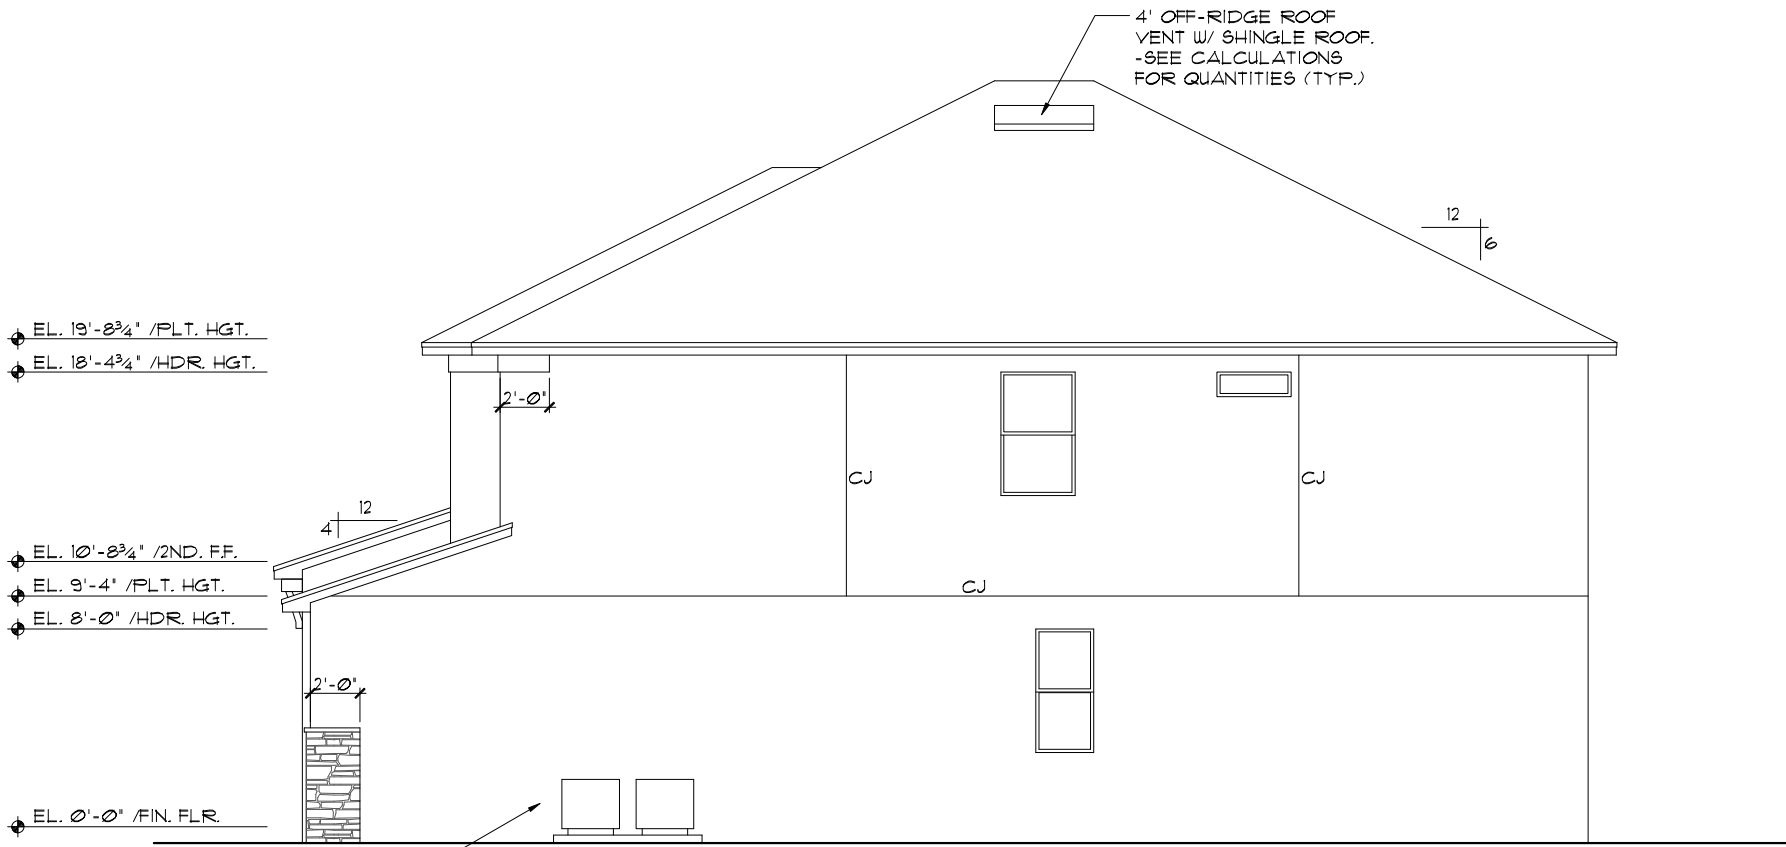 4' OFF-RIDGE ROOF
VENT W/ SHINGLE ROOF.
-SEE CALCULATIONS
FOR QUANTITIES (TYP.)
12
6
EL. 19'-8¾" /PLT. HGT.
EL. 18'-4¾" /HDR. HGT.
2'-0"
CJ
CJ
12
4
EL. 10'-8¾" /2ND. F.F.
EL. 9'-4" /PLT. HGT.
CJ
EL. 8'-0" /HDR. HGT.
2'-0"
EL. 0'-0" /FIN. FLR.